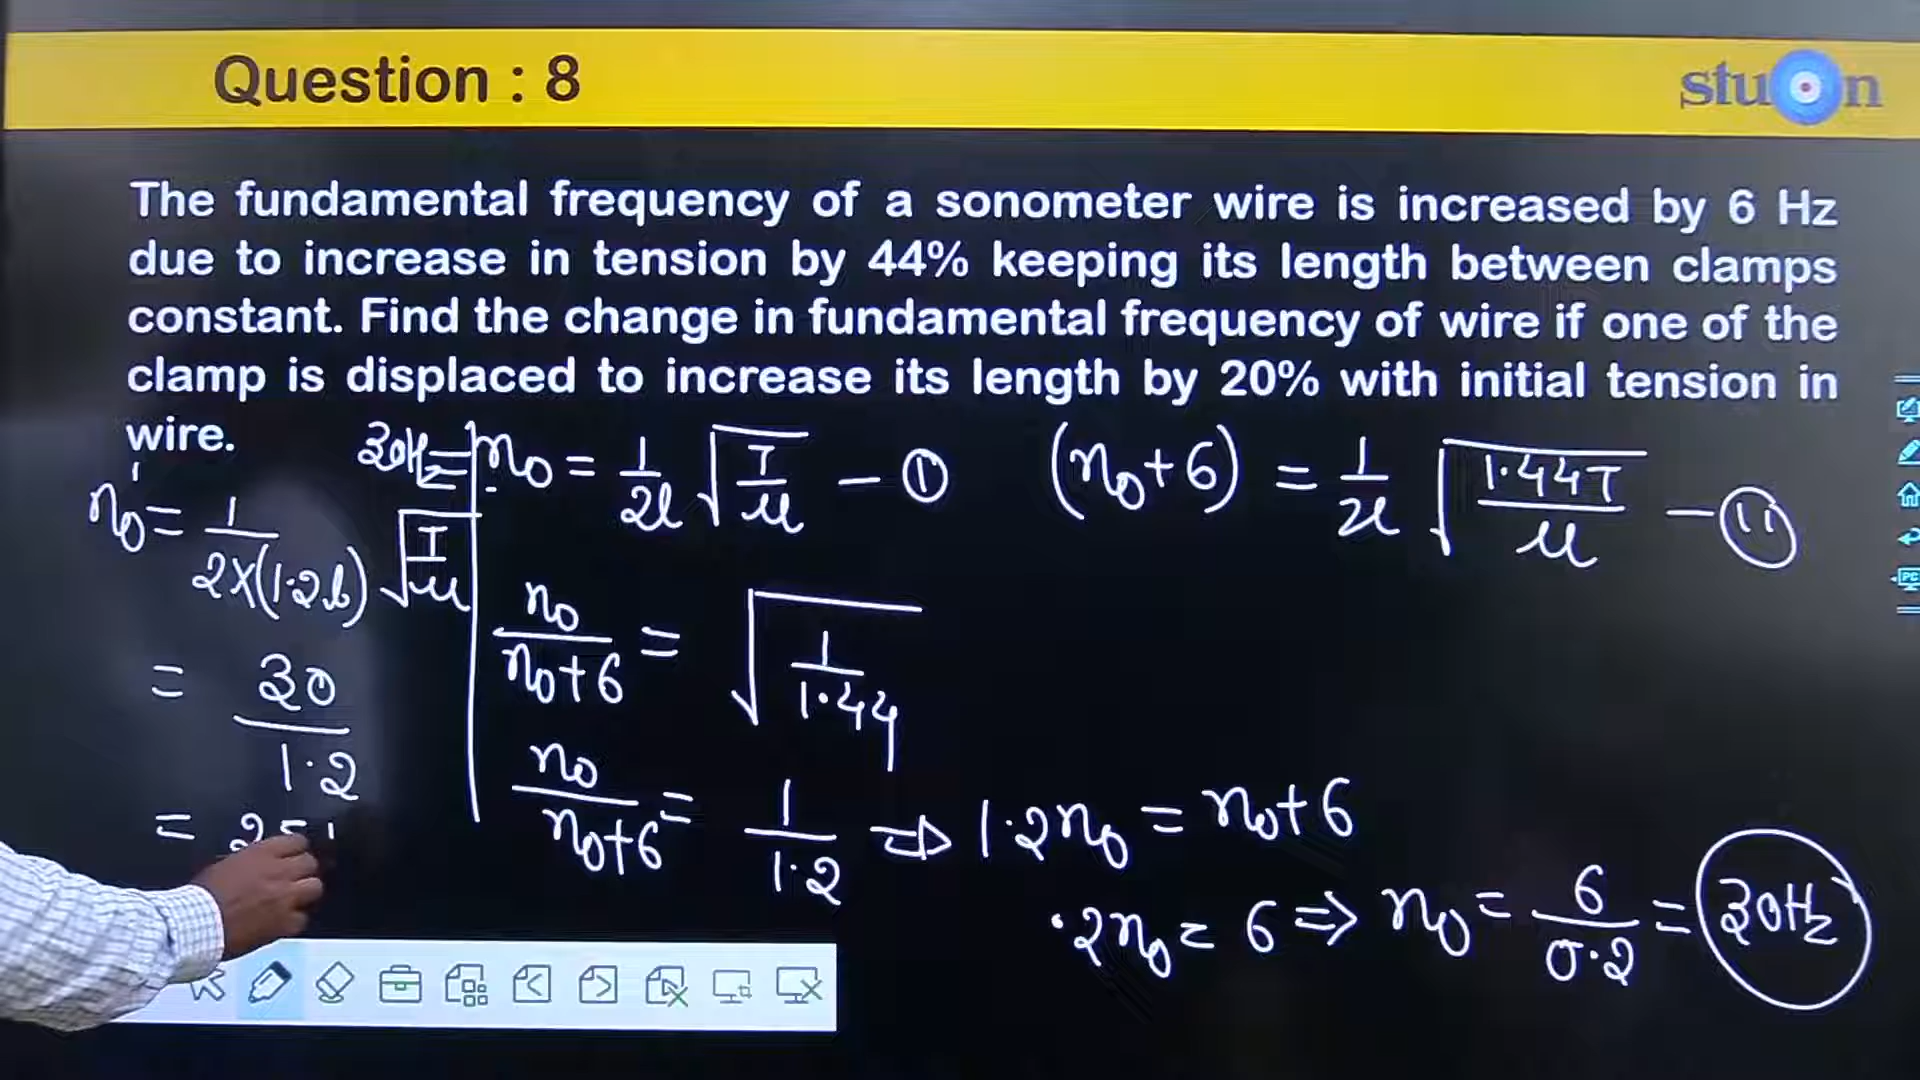 Question : 8
stuon
The fundamental frequency of a sonometer wire is increased by 6 Hz
due to increase in tension by 44% keeping its length between clamps
constant. Find the change in fundamental frequency of wire if one of the
clamp is displaced to increase its length by 20% with initial tension in
wire.
30Hz = n₀ = 1/2l √(T/μ) — ①
(n₀+6) = 1/2l √(1.44T/μ) — ⑪
n₀' = 1/(2×(1.2l)) √(T/μ)
= 30/1.2
= 25
n₀/(n₀+6) = √(1/1.44)
n₀/(n₀+6) = 1/1.2 ⇒ 1.2n₀ = n₀+6
.2n₀ = 6 ⇒ n₀ = 6/0.2 = 30Hz
PC